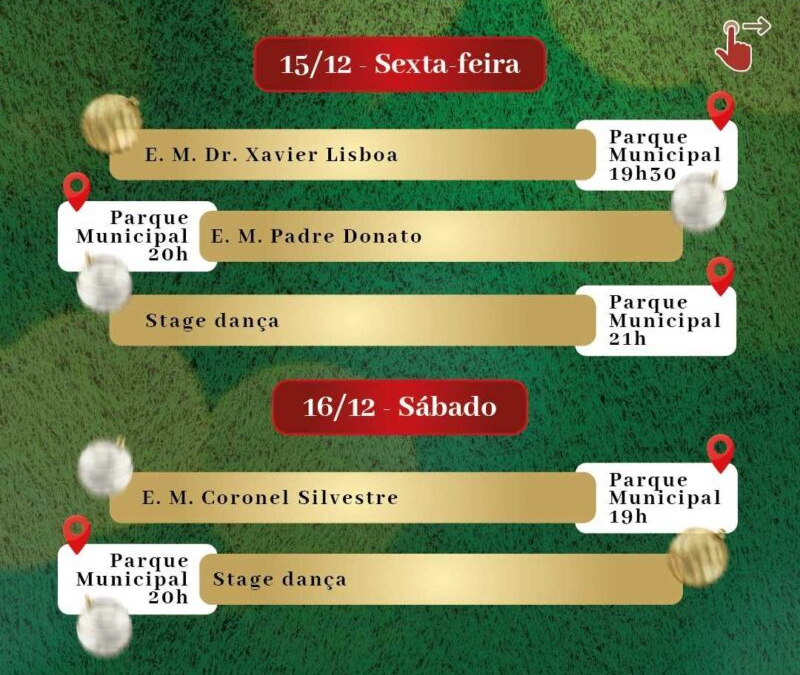 15/12 - Sexta-feira
E. M. Dr. Xavier Lisboa
Parque
Municipal
19h30
Parque
Municipal
20h
E. M. Padre Donato
Stage dança
Parque
Municipal
21h
16/12 - Sábado
E. M. Coronel Silvestre
Parque
Municipal
19h
Parque
Municipal
20h
Stage dança